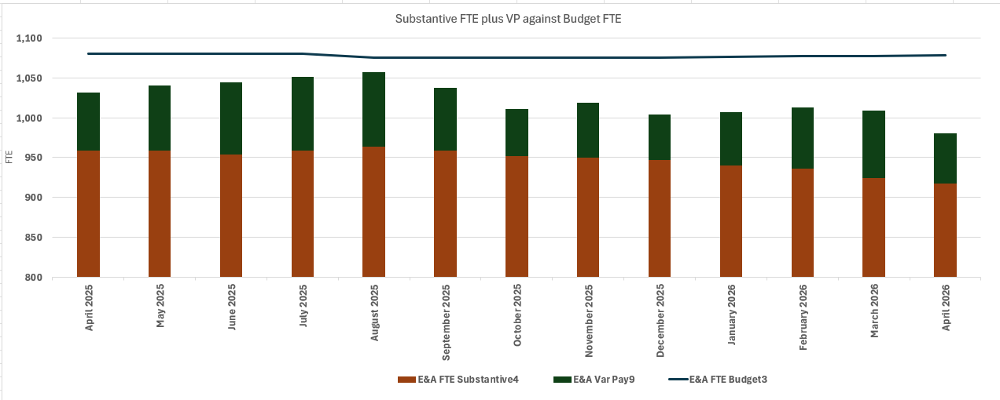 Substantive FTE plus VP against Budget FTE
1,100
1,050
1,000
950
900
850
800
FTE
April 2025
May 2025
June 2025
July 2025
August 2025
September 2025
October 2025
November 2025
December 2025
January 2026
February 2026
March 2026
April 2026
E&A FTE Substantive4
E&A Var Pay9
E&A FTE Budget3